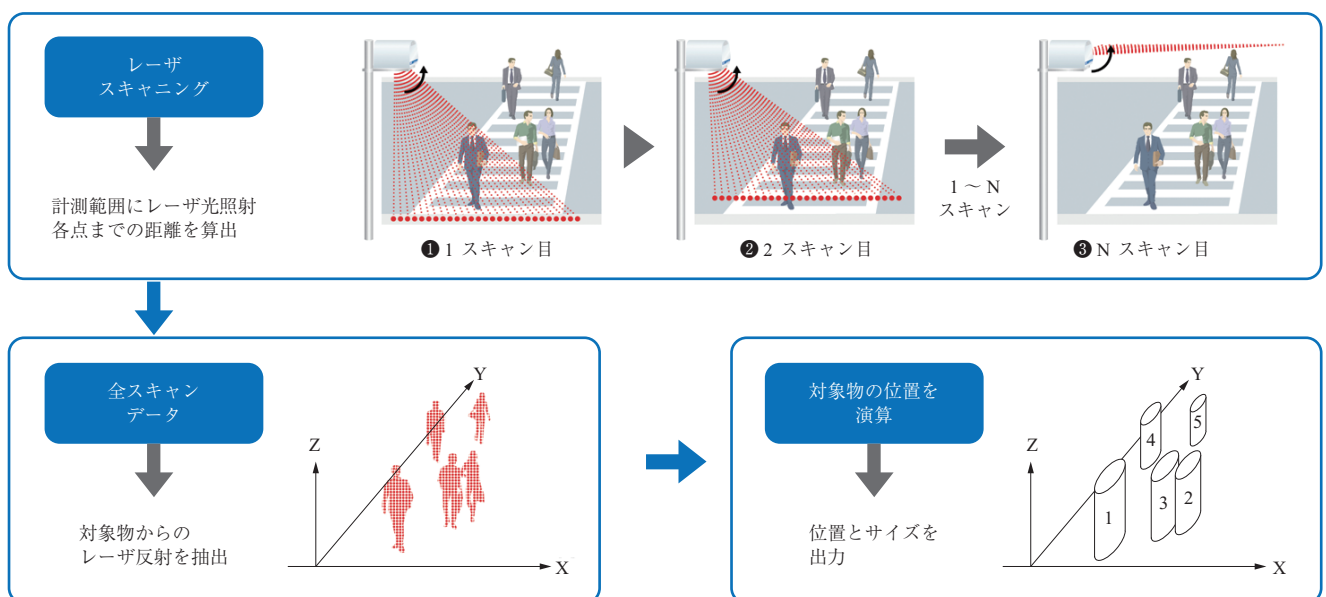 レーザ
スキャニング
計測範囲にレーザ光照射
各点までの距離を算出
❶ 1 スキャン目
❷ 2 スキャン目
1 ～ N
スキャン
❸ N スキャン目
全スキャン
データ
対象物からの
レーザ反射を抽出
Z
Y
X
対象物の位置を
演算
位置とサイズを
出力
Z
Y
X
1
2
3
4
5